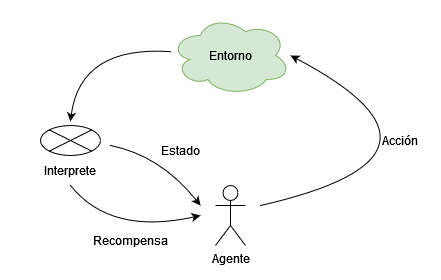 Entorno
Acción
Estado
Interprete
Recompensa
Agente